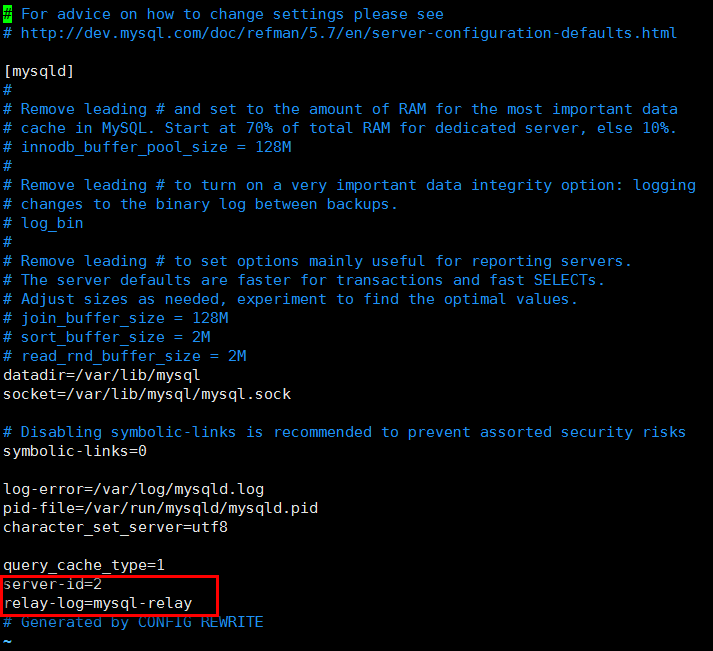 # For advice on how to change settings please see
# http://dev.mysql.com/doc/refman/5.7/en/server-configuration-defaults.html
[mysqld]
#
# Remove leading # and set to the amount of RAM for the most important data
# cache in MySQL. Start at 70% of total RAM for dedicated server, else 10%.
# innodb_buffer_pool_size = 128M
#
# Remove leading # to turn on a very important data integrity option: logging
# changes to the binary log between backups.
# log_bin
#
# Remove leading # to set options mainly useful for reporting servers.
# The server defaults are faster for transactions and fast SELECTs.
# Adjust sizes as needed, experiment to find the optimal values.
# join_buffer_size = 128M
# sort_buffer_size = 2M
# read_rnd_buffer_size = 2M
datadir=/var/lib/mysql
socket=/var/lib/mysql/mysql.sock
# Disabling symbolic-links is recommended to prevent assorted security risks
symbolic-links=0
log-error=/var/log/mysqld.log
pid-file=/var/run/mysqld/mysqld.pid
character_set_server=utf8
query_cache_type=1
server-id=2
relay-log=mysql-relay
# Generated by CONFIG REWRITE
~